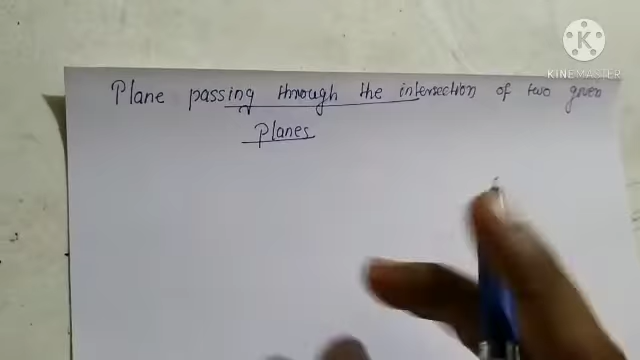 KINEMASTER
Plane passing through the intersection of two given
Planes